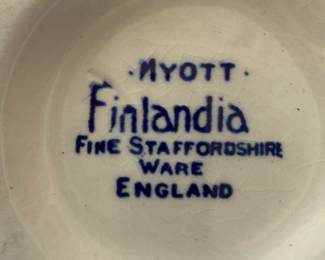 · MYOTT ·
Finlandia
FINE STAFFORDSHIRE
WARE
ENGLAND